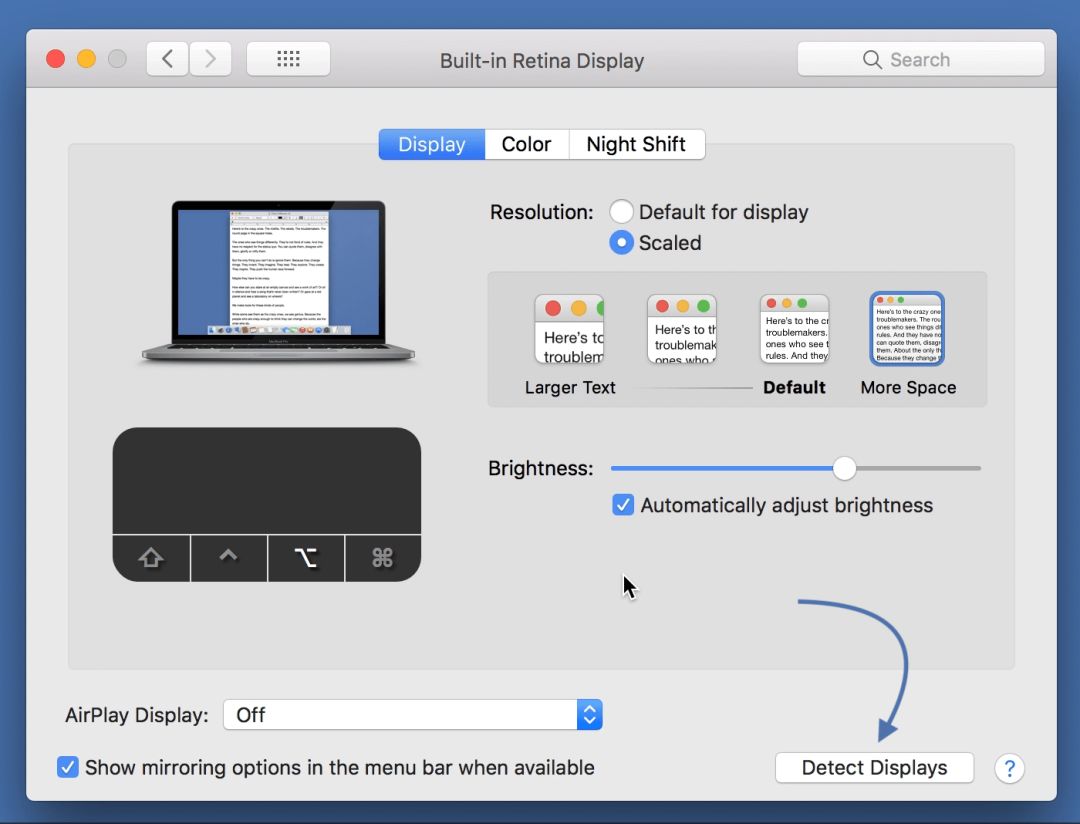 Built-in Retina Display
Search
Display Color Night Shift
Resolution: Default for display
Scaled
Here's to
troublem
Here's to th
troublemak
ones who
Here's to the cr
troublemakers.
ones who see t
rules. And they
Here's to the crazy one
troublemakers. The rou
ones who see things di
rules. And they have no
can quote them, disagr
them. About the only th
Because they change
Larger Text Default More Space
Brightness:
Automatically adjust brightness
⌘
AirPlay Display: Off
Show mirroring options in the menu bar when available
Detect Displays ?